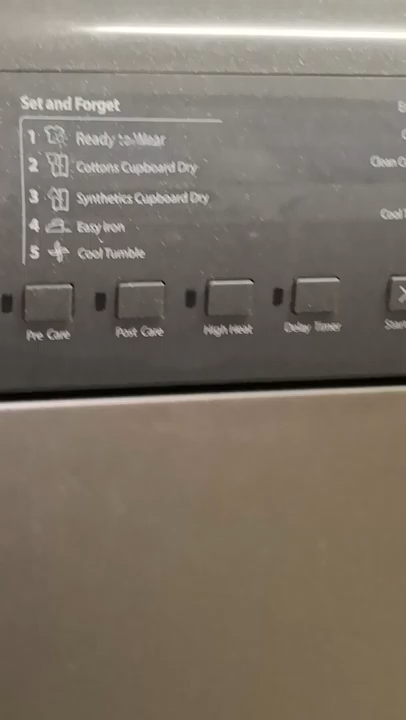 Set and Forget
1 Ready to Wear
2 Cottons Cupboard Dry
3 Synthetics Cupboard Dry
4 Easy Iron
5 Cool Tumble
Clean
Cool
Pre Care
Post Care
High Heat
Delay Timer
Start